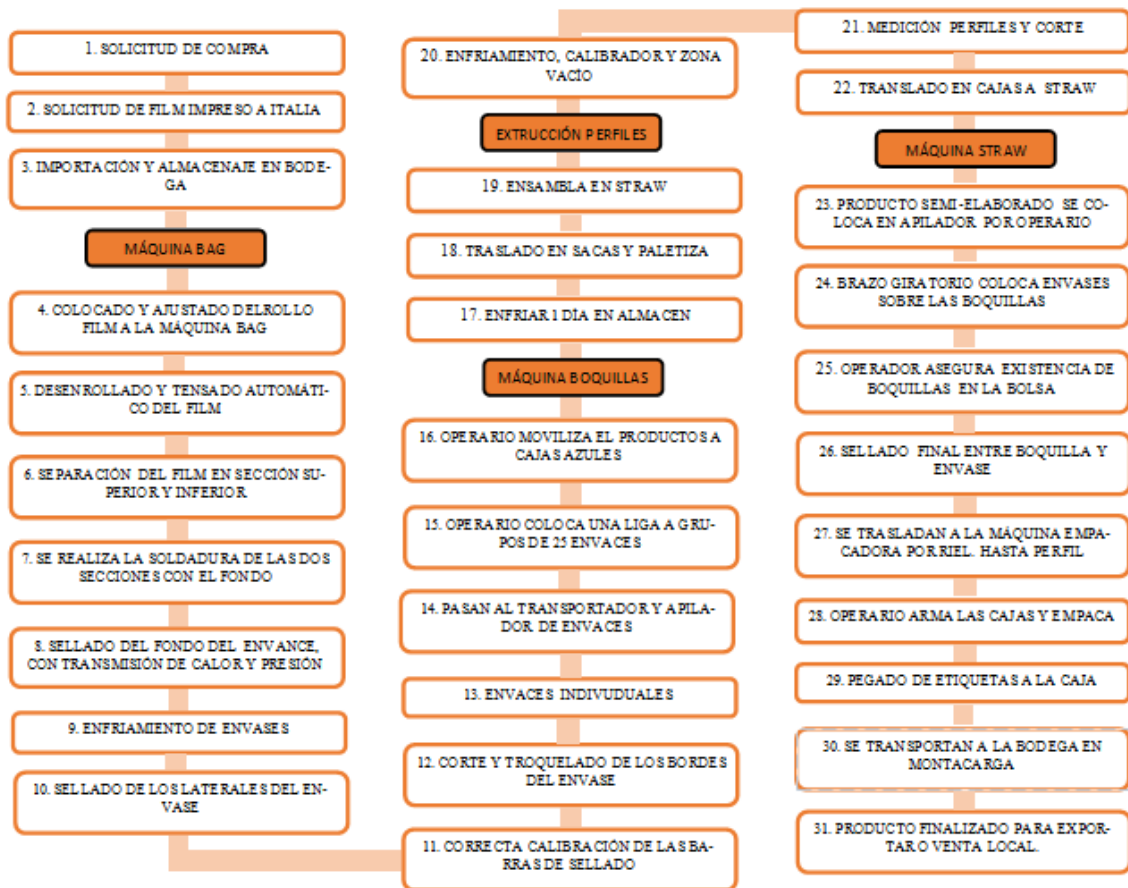 1. SOLICITUD DE COMPRA
2. SOLICITUD DE FILM IMPRESO A ITALIA
3. IMPORTACIÓN Y ALMACENAJE EN BODE-
GA
MÁQUINA BAG
4. COLOCADO Y AJUSTADO DELROLLO
FILM A LA MÁQUINA BAG
5. DESENROLLADO Y TENSADO AUTOMÁTI-
CO DEL FILM
6. SEPARACIÓN DEL FILM EN SECCIÓN SU-
PERIOR Y INFERIOR
7. SE REALIZA LA SOLDADURA DE LAS DOS
SECCIONES CON EL FONDO
8. SELLADO DEL FONDO DEL ENVANCE,
CON TRANSMISIÓN DE CALOR Y PRESIÓN
9. ENFRIAMIENTO DE ENVASES
10. SELLADO DE LOS LATERALES DEL EN-
VASE
11. CORRECTA CALIBRACIÓN DE LAS BA-
RRAS DE SELLADO
12. CORTE Y TROQUELADO DE LOS BORDES
DEL ENVASE
13. ENVACES INDIVUDUALES
14. PASAN AL TRANSPORTADOR Y APILA-
DOR DE ENVACES
15. OPERARIO COLOCA UNA LIGA A GRU-
POS DE 25 ENVACES
16. OPERARIO MOVILIZA EL PRODUCTOS A
CAJAS AZULES
MÁQUINA BOQUILLAS
17. ENFRIAR 1 DÍA EN ALMACEN
18. TRASLADO EN SACAS Y PALETIZA
19. ENSAMBLA EN STRAW
EXTRUCCIÓN PERFILES
20. ENFRIAMIENTO, CALIBRADOR Y ZONA
VACÍO
21. MEDICIÓN PERFILES Y CORTE
22. TRANSLADO EN CAJAS A STRAW
MÁQUINA STRAW
23. PRODUCTO SEMI-ELABORADO SE CO-
LOCA EN APILADOR POR OPERARIO
24. BRAZO GIRATORIO COLOCA ENVASES
SOBRE LAS BOQUILLAS
25. OPERADOR ASEGURA EXISTENCIA DE
BOQUILLAS EN LA BOLSA
26. SELLADO FINAL ENTRE BOQUILLA Y
ENVASE
27. SE TRASLADAN A LA MÁQUINA EMPA-
CADORA POR RIEL. HASTA PERFIL
28. OPERARIO ARMA LAS CAJAS Y EMPACA
29. PEGADO DE ETIQUETAS A LA CAJA
30. SE TRANSPORTAN A LA BODEGA EN
MONTACARGA
31. PRODUCTO FINALIZADO PARA EXPOR-
TAR O VENTA LOCAL.